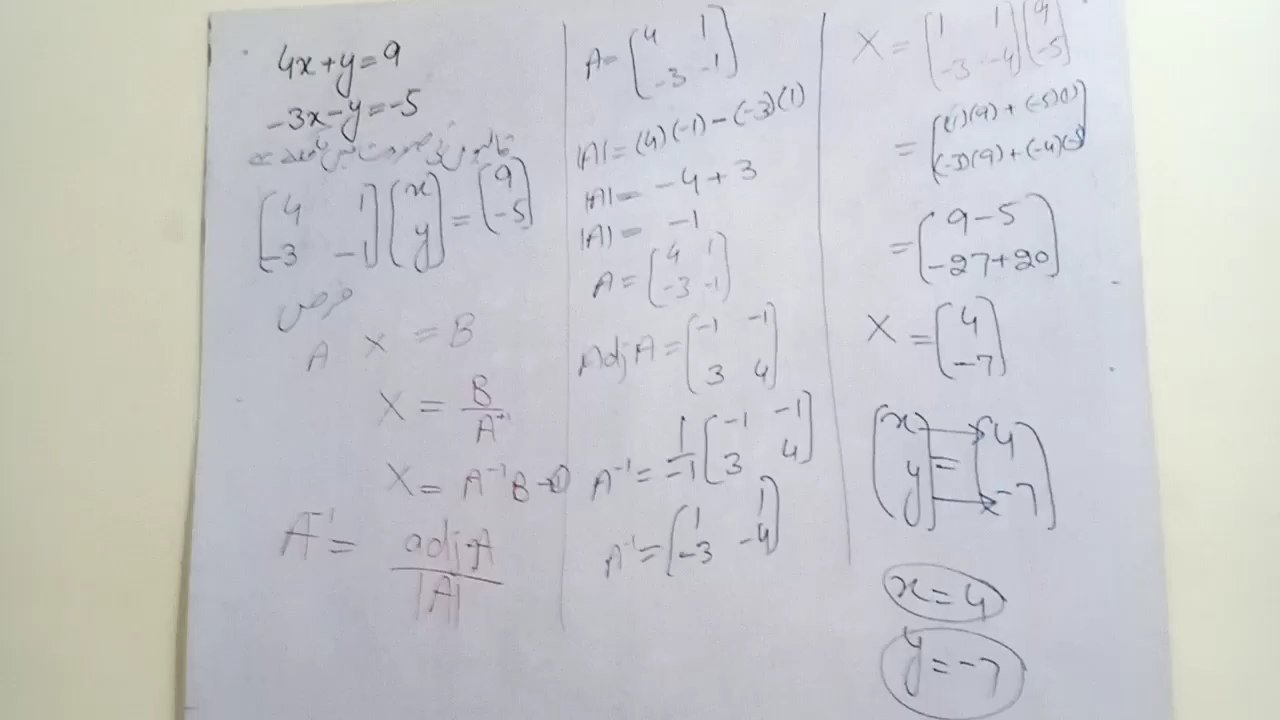 4x+y=9
-3x-y=-5
[4 1
-3 -1] [x
y] = [9
-5]
فرض
A X = B
X = B/A⁻¹
X = A⁻¹B →①
A⁻¹ = adjA/|A|
A = [4 1
-3 -1]
|A| = (4)(-1) - (-3)(1)
|A| = -4+3
|A| = -1
A = [4 1
-3 -1]
AdjA = [-1 -1
3 4]
A⁻¹ = 1/-1 [-1 -1
3 4]
A⁻¹ = [1 1
-3 -4]
X = [1 1
-3 -4] [9
-5]
= [(1)(9) + (-5)(1)
(-3)(9) + (-4)(-5)]
= [9-5
-27+20]
X = [4
-7]
[x
y] = [4
-7]
x=4
y=-7